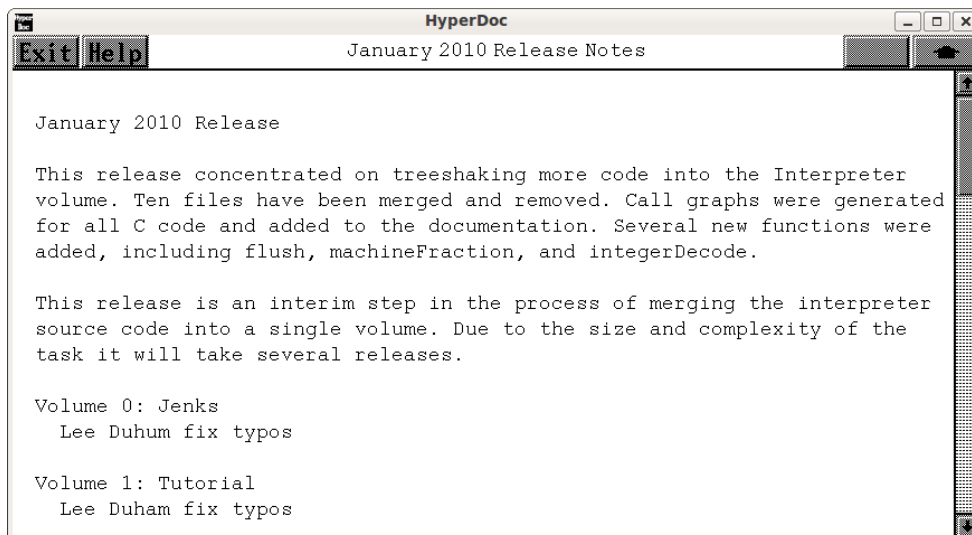 Hyper
Doc
HyperDoc
Exit Help
January 2010 Release Notes
January 2010 Release
This release concentrated on treeshaking more code into the Interpreter
volume. Ten files have been merged and removed. Call graphs were generated
for all C code and added to the documentation. Several new functions were
added, including flush, machineFraction, and integerDecode.
This release is an interim step in the process of merging the interpreter
source code into a single volume. Due to the size and complexity of the
task it will take several releases.
Volume 0: Jenks
Lee Duhum fix typos
Volume 1: Tutorial
Lee Duham fix typos